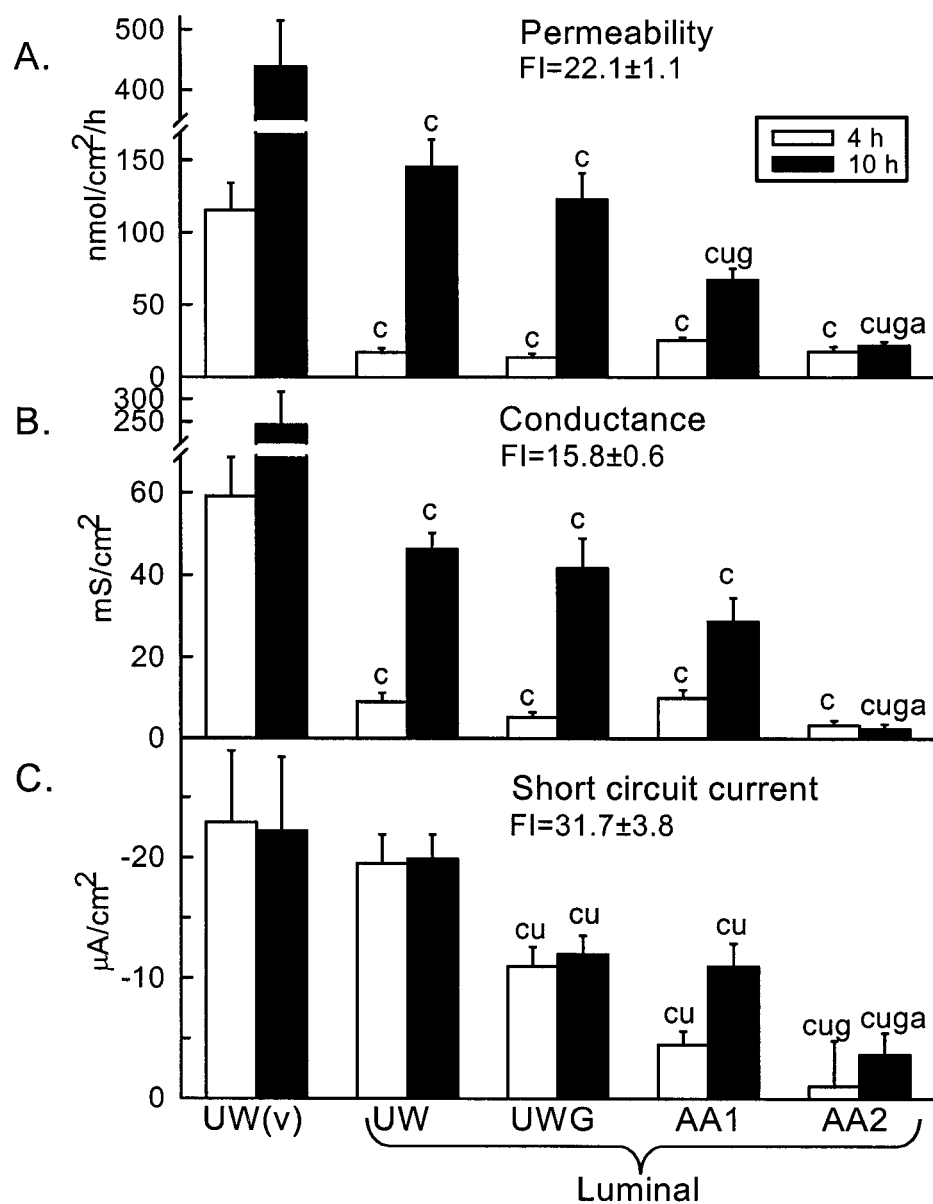 A.
Permeability
FI=22.1±1.1
500
400
150
100
50
0
nmol/cm²/h
4 h
10 h
c
c
cug
c
c
c
c
cuga
B.
Conductance
FI=15.8±0.6
300
250
60
40
20
0
mS/cm²
c
c
c
c
c
c
c
cuga
C.
Short circuit current
FI=31.7±3.8
-20
-10
0
µA/cm²
cu
cu
cu
cu
cug
cuga
UW(v)
UW
UWG
AA1
AA2
Luminal